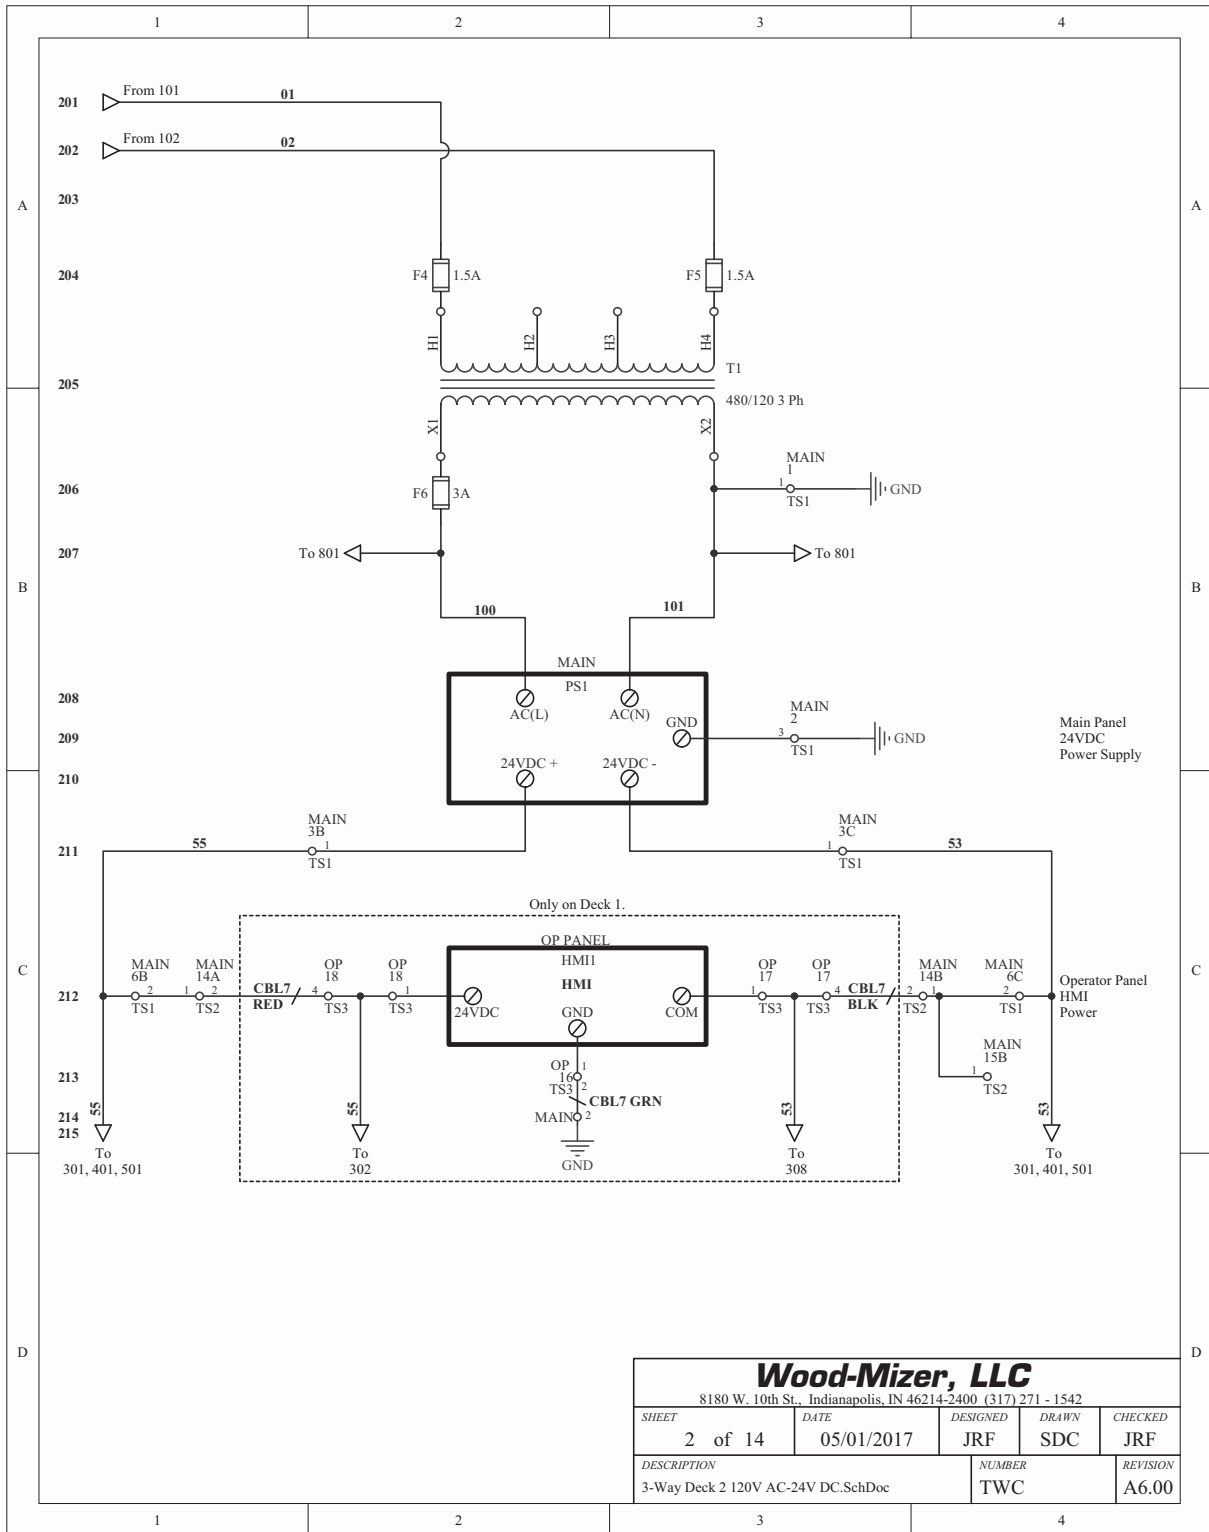 1 2 3 4
201 From 101 01
202 From 102 02
203
A A
204 F4 1.5A F5 1.5A
H1 H2 H3 H4
T1
205
480/120 3 Ph
X1 X2
MAIN
1
206 F6 3A 1 GND
TS1
207 To 801 To 801
B B
100 101
MAIN
208 PS1
AC(L) AC(N)
MAIN
2
209 GND 3 GND
TS1
Main Panel
24VDC
Power Supply
210 24VDC + 24VDC -
MAIN MAIN
3B 3C
211 55 1 1 53
TS1 TS1
Only on Deck 1.
OP PANEL
C HMI1 C
HMI
MAIN MAIN OP OP OP OP MAIN MAIN
6B 14A 18 18 17 17 14B 6C
212 2 1 2 CBL7 4 1 1 4 CBL7 2 1 2
TS1 TS2 RED TS3 TS3 24VDC COM TS3 TS3 BLK TS2 TS1
Operator Panel
HMI
Power
GND
MAIN
15B
213 OP 1 1
16 TS2
TS3 2
CBL7 GRN
214 55 55 MAIN 2 53 53
215
GND
To To To To
301, 401, 501 302 308 301, 401, 501
D D
Wood-Mizer, LLC
8180 W. 10th St., Indianapolis, IN 46214-2400 (317) 271 - 1542
SHEET DATE DESIGNED DRAWN CHECKED
2 of 14 05/01/2017 JRF SDC JRF
DESCRIPTION NUMBER REVISION
3-Way Deck 2 120V AC-24V DC.SchDoc TWC A6.00
1 2 3 4